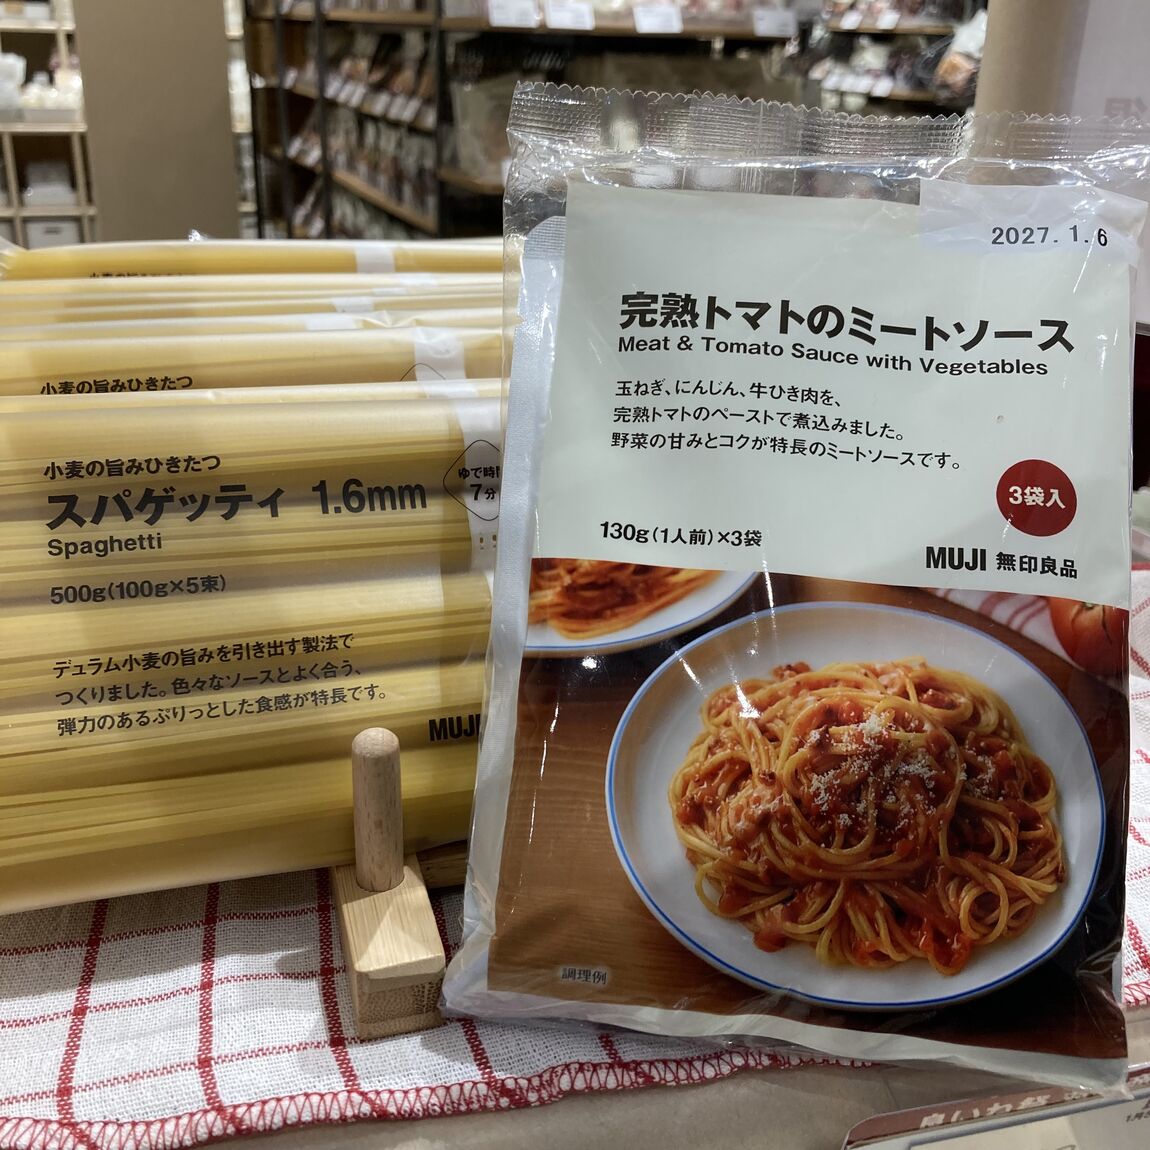 小麦の旨みひきたつ
小麦の旨みひきたつ
スパゲッティ 1.6mm
Spaghetti
500g(100g×5束)
ゆで時間
7分
デュラム小麦の旨みを引き出す製法で
つくりました。色々なソースとよく合う、
弾力のあるぷりっとした食感が特長です。
MUJI
2027. 1. 6
完熟トマトのミートソース
Meat & Tomato Sauce with Vegetables
玉ねぎ、にんじん、牛ひき肉を、
完熟トマトのペーストで煮込みました。
野菜の甘みとコクが特長のミートソースです。
3袋入
130g(1人前)×3袋
MUJI 無印良品
調理例